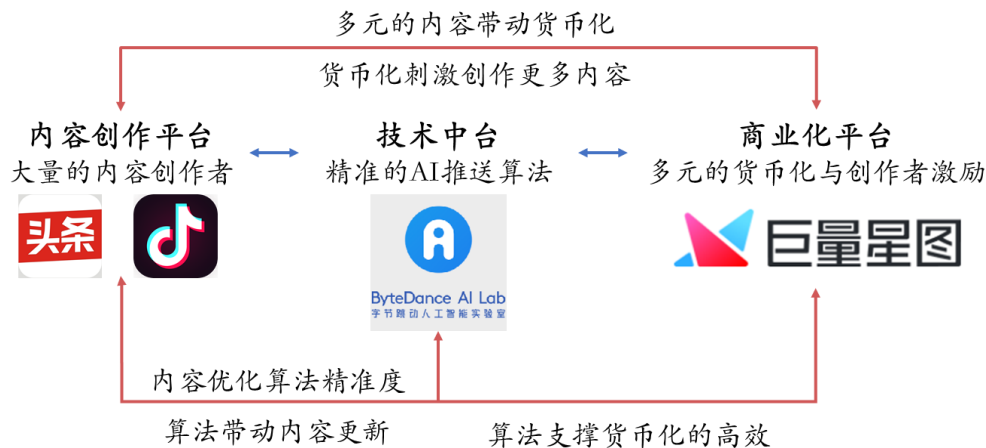 多元的内容带动货币化
货币化刺激创作更多内容
内容创作平台
大量的内容创作者
技术中台
精准的AI推送算法
商业化平台
多元的货币化与创作者激励
头条
ByteDance AI Lab
字节跳动人工智能实验室
巨量星图
内容优化算法精准度
算法带动内容更新
算法支撑货币化的高效